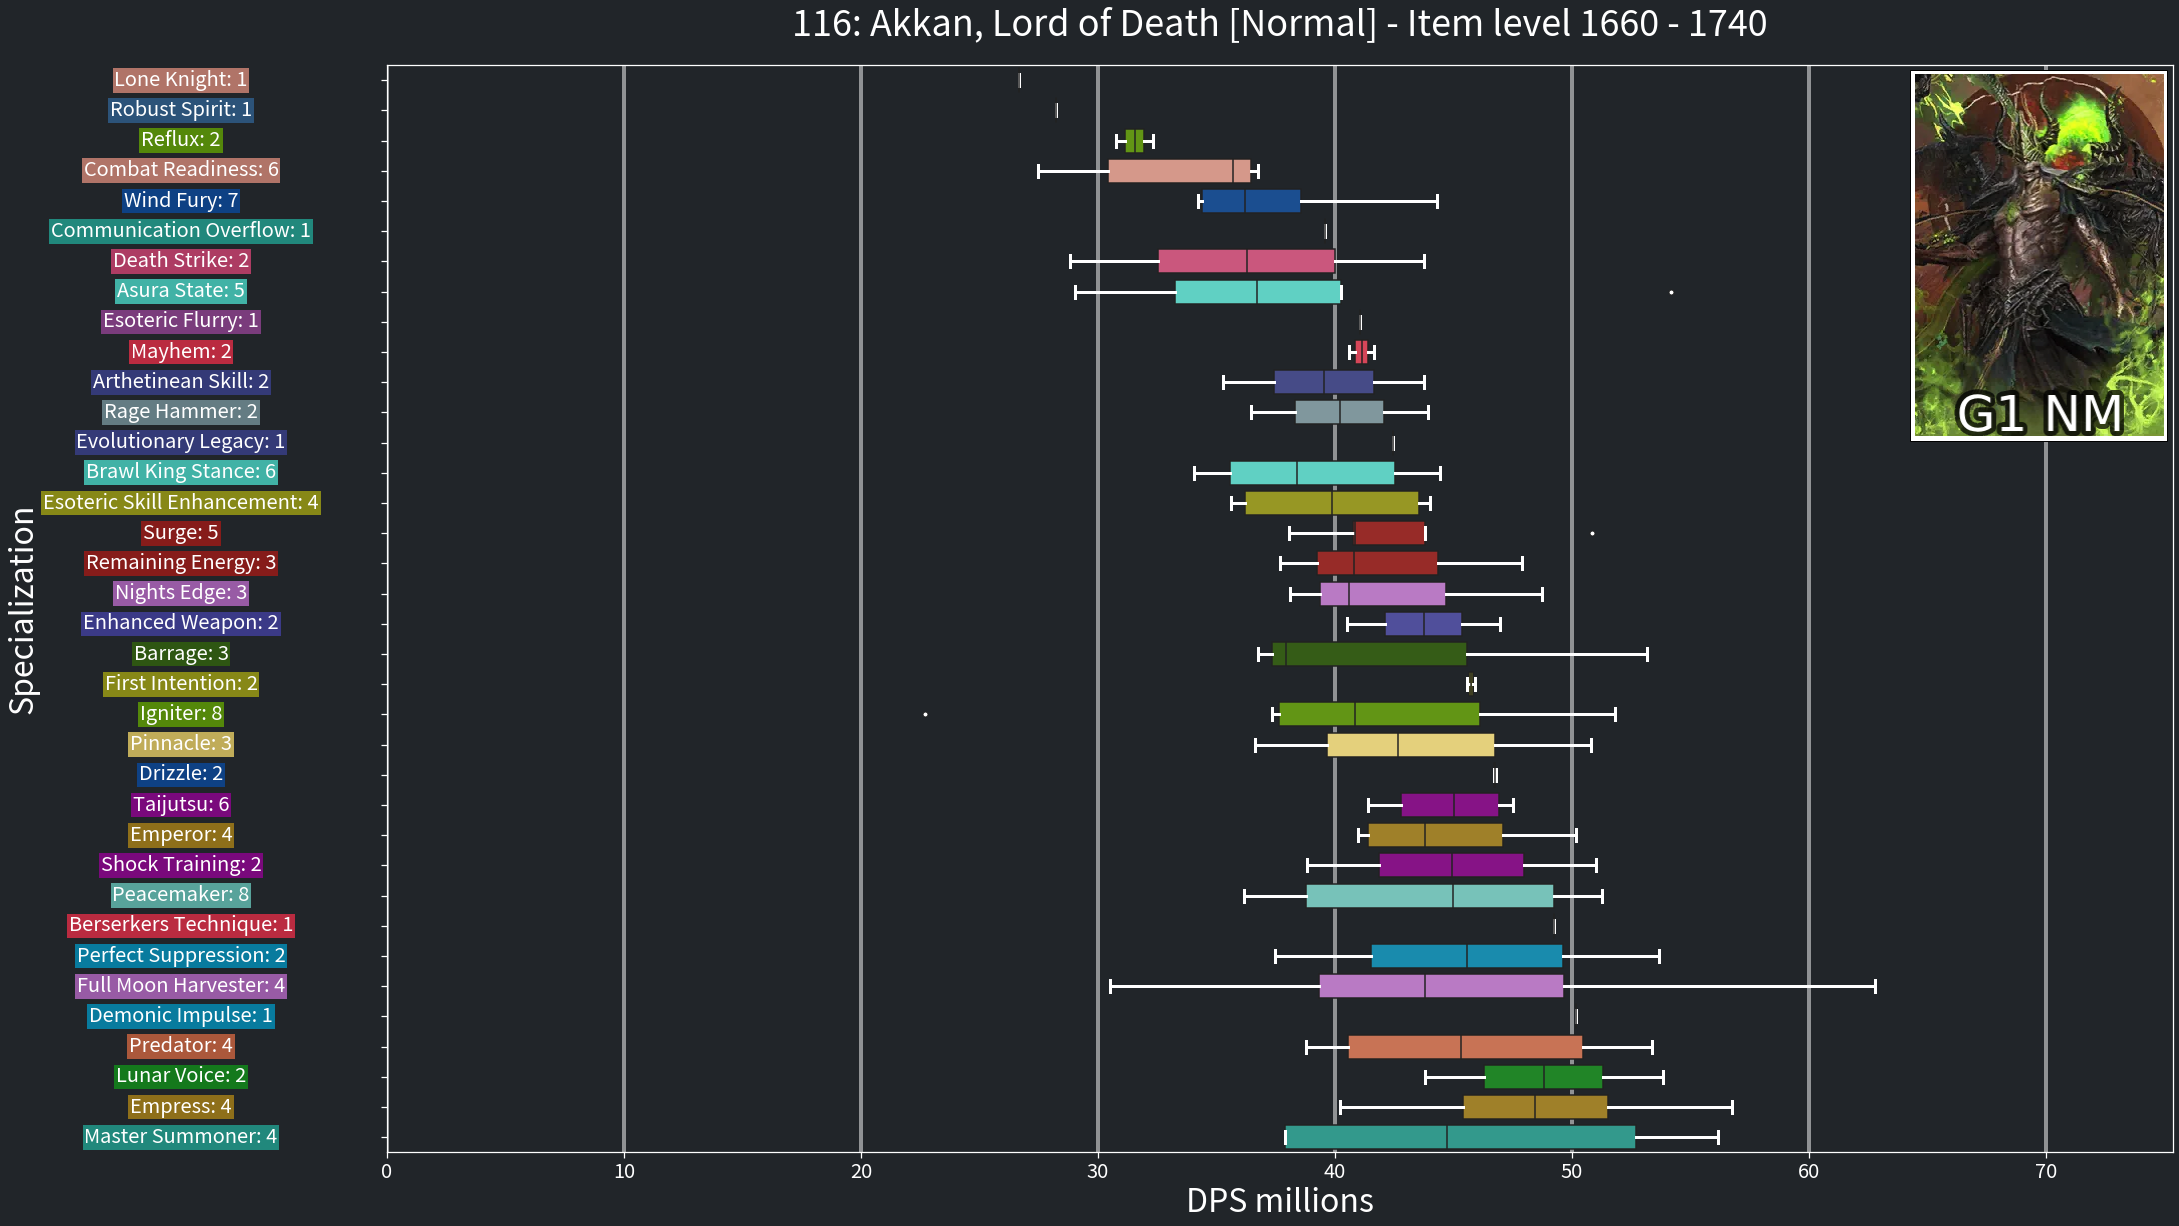 116: Akkan, Lord of Death [Normal] - Item level 1660 - 1740
Lone Knight: 1
Robust Spirit: 1
Reflux: 2
Combat Readiness: 6
Wind Fury: 7
Communication Overflow: 1
Death Strike: 2
Asura State: 5
Esoteric Flurry: 1
Mayhem: 2
Arthetinean Skill: 2
Rage Hammer: 2
Evolutionary Legacy: 1
Brawl King Stance: 6
Esoteric Skill Enhancement: 4
Surge: 5
Remaining Energy: 3
Nights Edge: 3
Enhanced Weapon: 2
Barrage: 3
First Intention: 2
Igniter: 8
Pinnacle: 3
Drizzle: 2
Taijutsu: 6
Emperor: 4
Shock Training: 2
Peacemaker: 8
Berserkers Technique: 1
Perfect Suppression: 2
Full Moon Harvester: 4
Demonic Impulse: 1
Predator: 4
Lunar Voice: 2
Empress: 4
Master Summoner: 4
Specialization
G1 NM
0 10 20 30 40 50 60 70
DPS millions